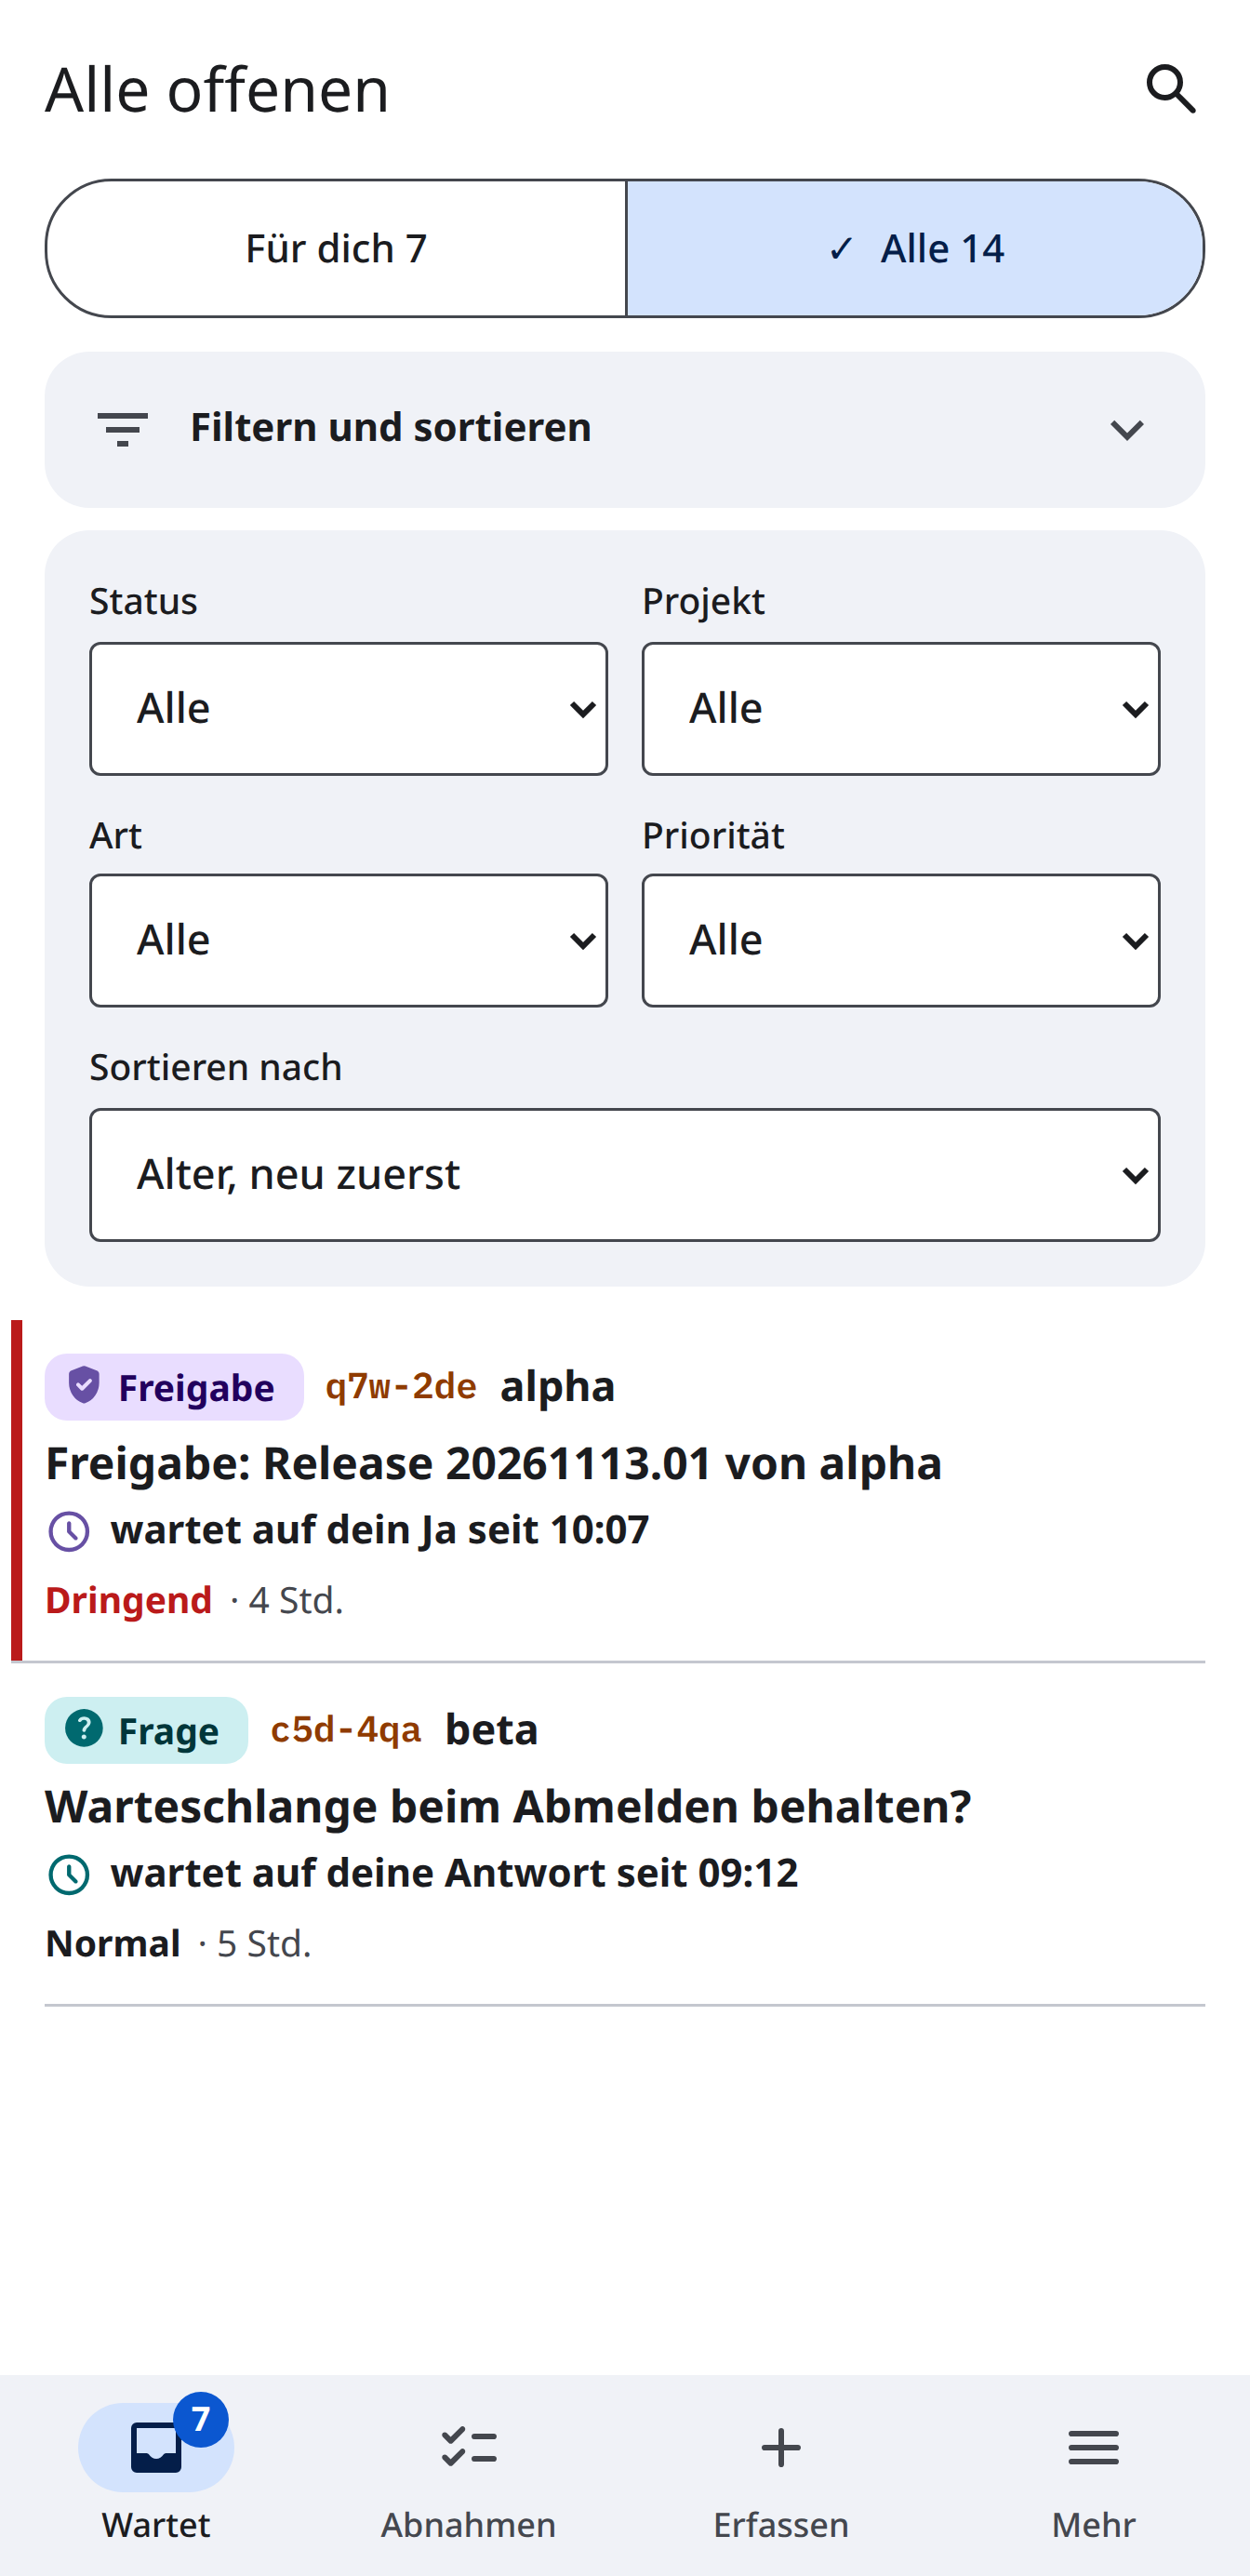 Alle offenen
Für dich 7
✓ Alle 14
Filtern und sortieren
Status
Projekt
Alle
Alle
Art
Priorität
Alle
Alle
Sortieren nach
Alter, neu zuerst
Freigabe q7w-2de alpha
Freigabe: Release 20261113.01 von alpha
wartet auf dein Ja seit 10:07
Dringend · 4 Std.
Frage c5d-4qa beta
Warteschlange beim Abmelden behalten?
wartet auf deine Antwort seit 09:12
Normal · 5 Std.
7
Wartet
Abnahmen
Erfassen
Mehr